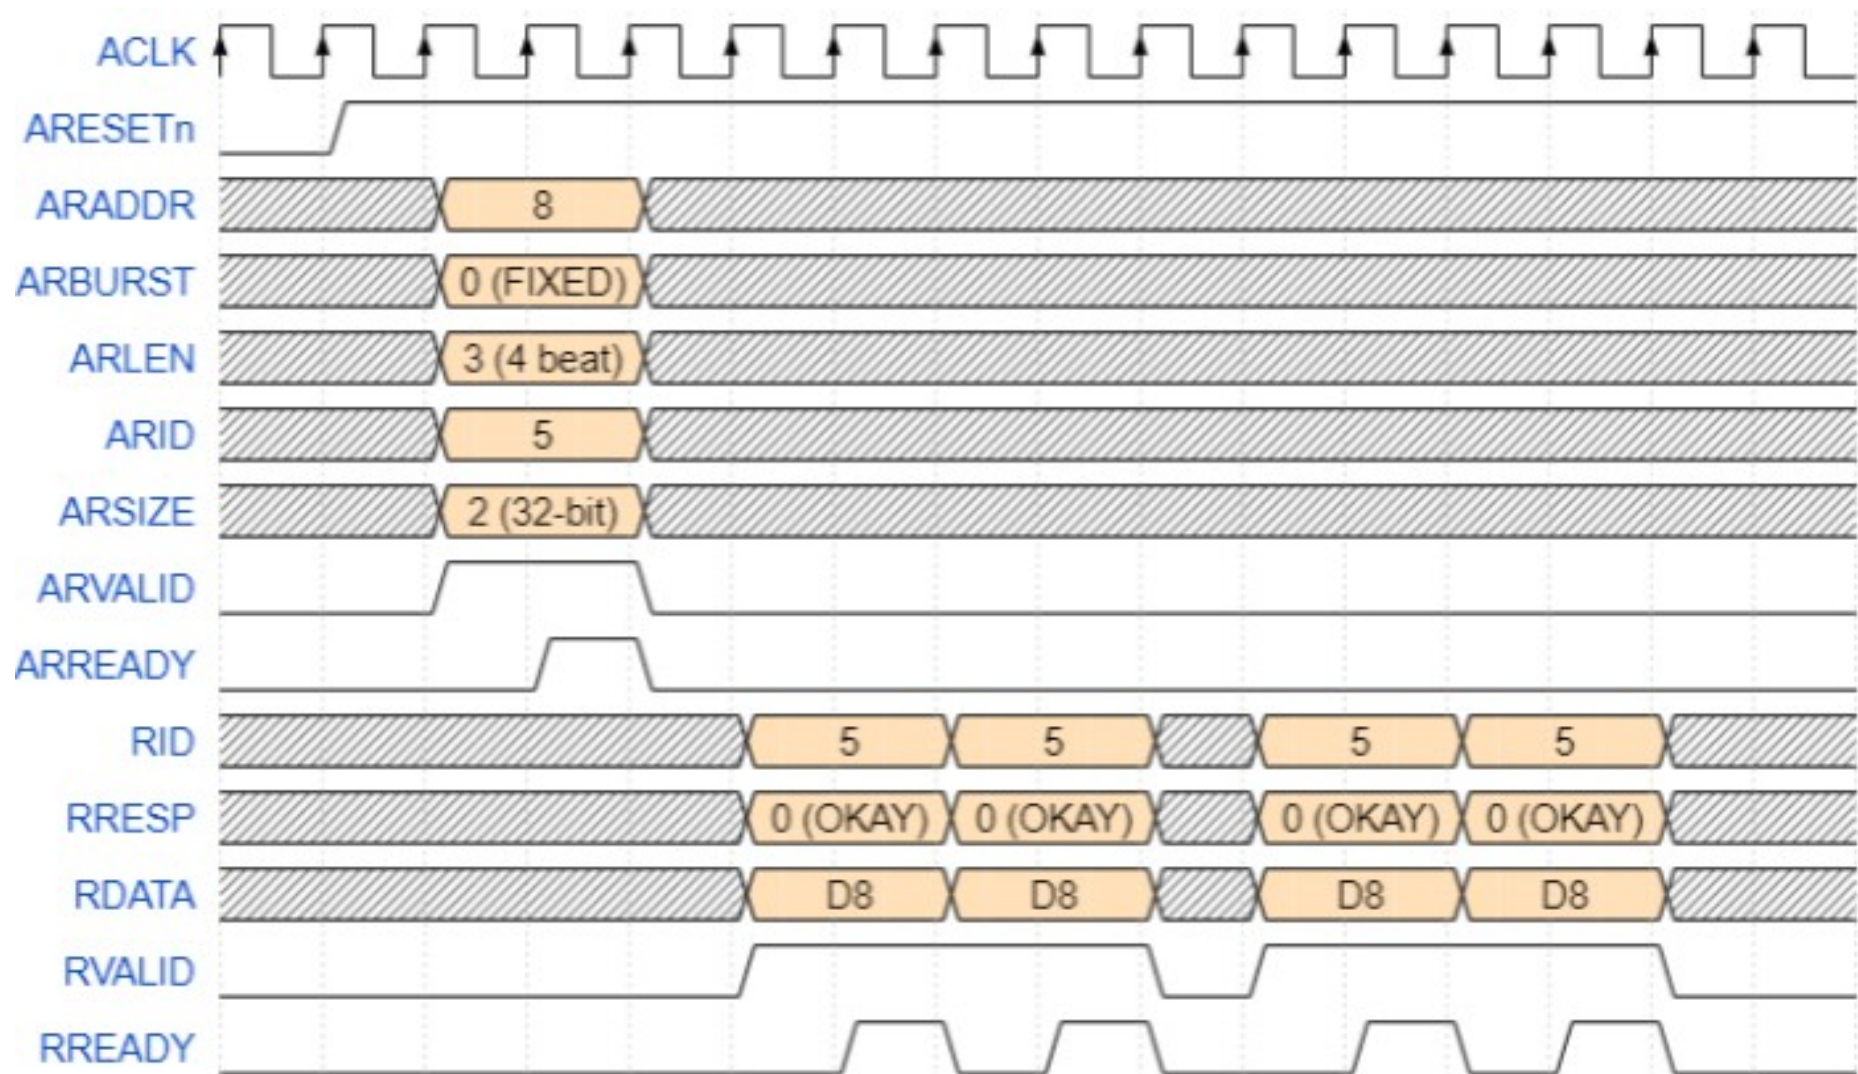 ACLK
ARESETn
ARADDR 8
ARBURST 0 (FIXED)
ARLEN 3 (4 beat)
ARID 5
ARSIZE 2 (32-bit)
ARVALID
ARREADY
RID 5 5 5 5
RRESP 0 (OKAY) 0 (OKAY) 0 (OKAY) 0 (OKAY)
RDATA D8 D8 D8 D8
RVALID
RREADY